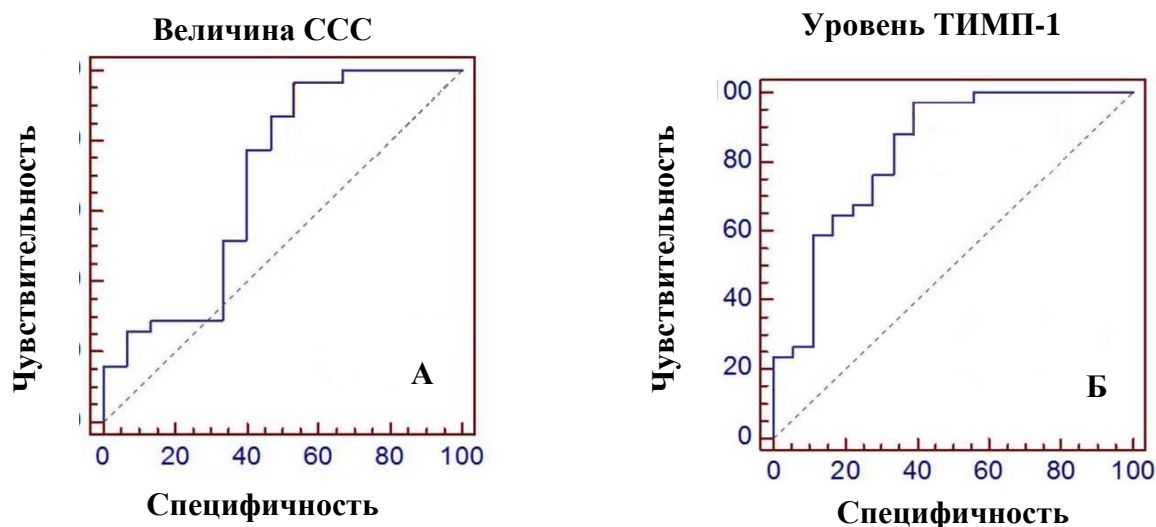 Величина ССС
Чувствительность
А
0 20 40 60 80 100
Специфичность
Уровень ТИМП-1
Чувствительность
00
80
60
40
20
0
Б
0 20 40 60 80 100
Специфичность